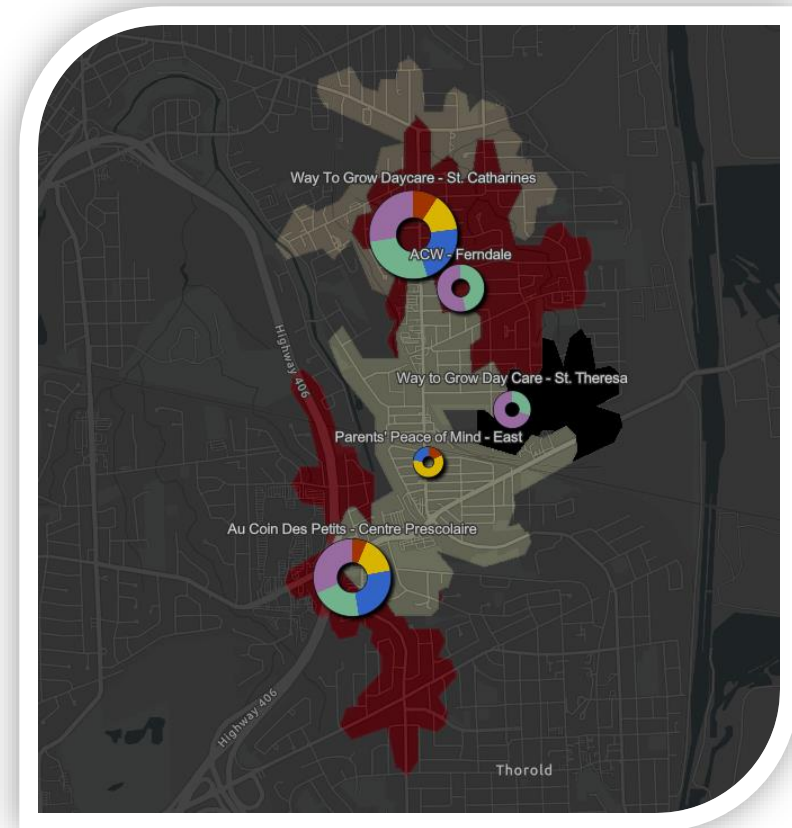 Way To Grow Daycare - St. Catharines
ACW - Ferndale
Highway 406
Way to Grow Day Care - St. Theresa
Parents' Peace of Mind - East
Au Coin Des Petits - Centre Prescolaire
Highway 406
Thorold